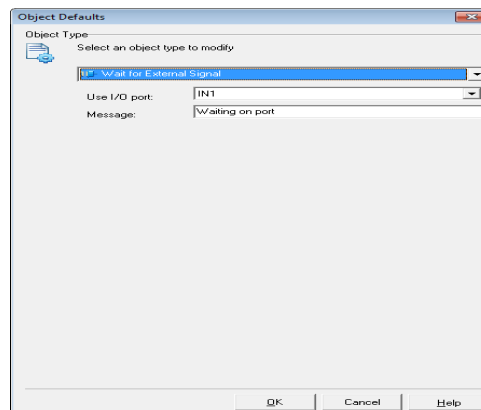 Object Defaults
Object Type
Select an object type to modify
Wait for External Signal
Use I/O port:
IN1
Message:
Waiting on port
OK
Cancel
Help